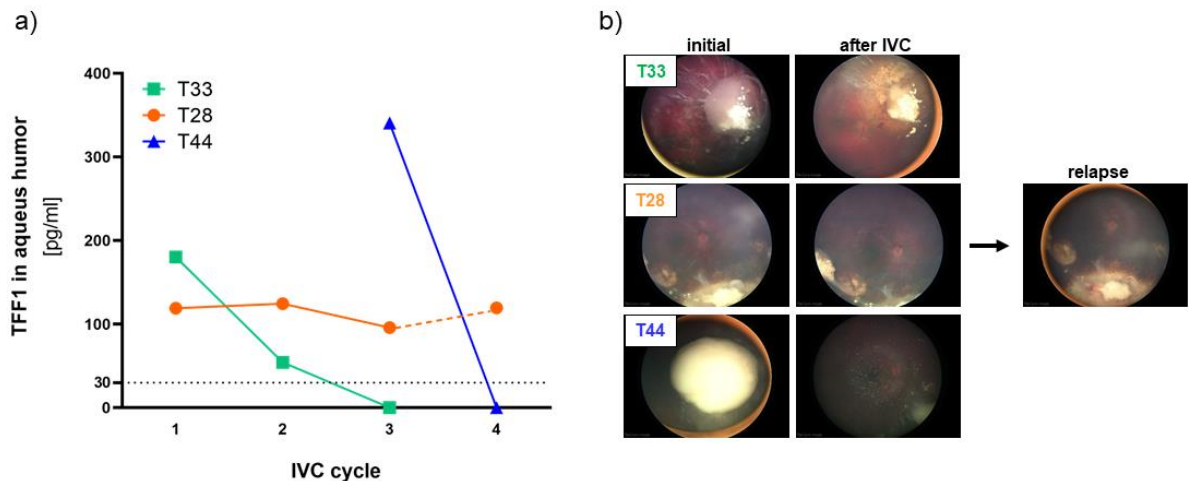 a)
TFF1 in aqueus humor
[pg/ml]
400
300
200
100
30
0
T33
T28
T44
1 2 3 4
IVC cycle
b)
initial after IVC
T33
T28
relapse
T44